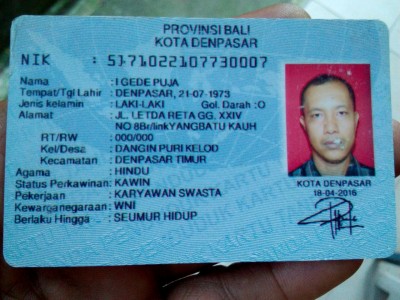 PROVINSI BALI
KOTA DENPASAR
NIK : 5171022107730007
Nama : I GEDE PUJA
Tempat/Tgl Lahir : DENPASAR, 21-07-1973
Jenis kelamin : LAKI-LAKI Gol. Darah : O
Alamat : JL. LETDA RETA GG. XXIV
NO 8Br/linkYANGBATU KAUH
RT/RW : 000/000
Kel/Desa : DANGIN PURI KELOD
Kecamatan : DENPASAR TIMUR
Agama : HINDU
Status Perkawinan: KAWIN
Pekerjaan : KARYAWAN SWASTA
Kewarganegaraan: WNI
Berlaku Hingga : SEUMUR HIDUP
KOTA DENPASAR
18-04-2016